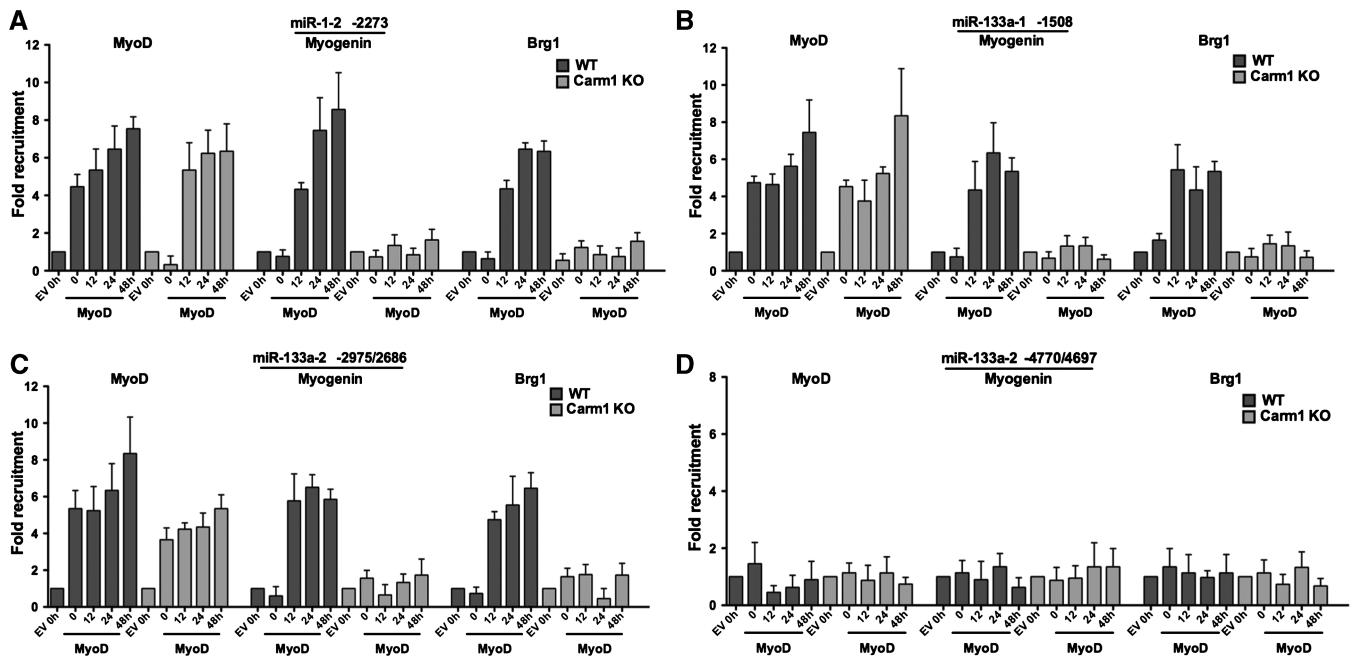 A
miR-1-2 -2273
MyoD Myogenin Brg1
WT
Carm1 KO
Fold recruitment
12
10
8
6
4
2
0
EV 0h 0 12 24 48h EV 0h 0 12 24 48h EV 0h 0 12 24 48h EV 0h 0 12 24 48h EV 0h 0 12 24 48h EV 0h 0 12 24 48h
MyoD MyoD MyoD MyoD MyoD MyoD
B
miR-133a-1 -1508
MyoD Myogenin Brg1
WT
Carm1 KO
Fold recruitment
12
10
8
6
4
2
0
EV 0h 0 12 24 48h EV 0h 0 12 24 48h EV 0h 0 12 24 48h EV 0h 0 12 24 48h EV 0h 0 12 24 48h EV 0h 0 12 24 48h
MyoD MyoD MyoD MyoD MyoD MyoD
C
miR-133a-2 -2975/2686
MyoD Myogenin Brg1
WT
Carm1 KO
Fold recruitment
12
10
8
6
4
2
0
EV 0h 0 12 24 48h EV 0h 0 12 24 48h EV 0h 0 12 24 48h EV 0h 0 12 24 48h EV 0h 0 12 24 48h EV 0h 0 12 24 48h
MyoD MyoD MyoD MyoD MyoD MyoD
D
miR-133a-2 -4770/4697
MyoD Myogenin Brg1
WT
Carm1 KO
Fold recruitment
8
6
4
2
0
EV 0h 0 12 24 48h EV 0h 0 12 24 48h EV 0h 0 12 24 48h EV 0h 0 12 24 48h EV 0h 0 12 24 48h EV 0h 0 12 24 48h
MyoD MyoD MyoD MyoD MyoD MyoD